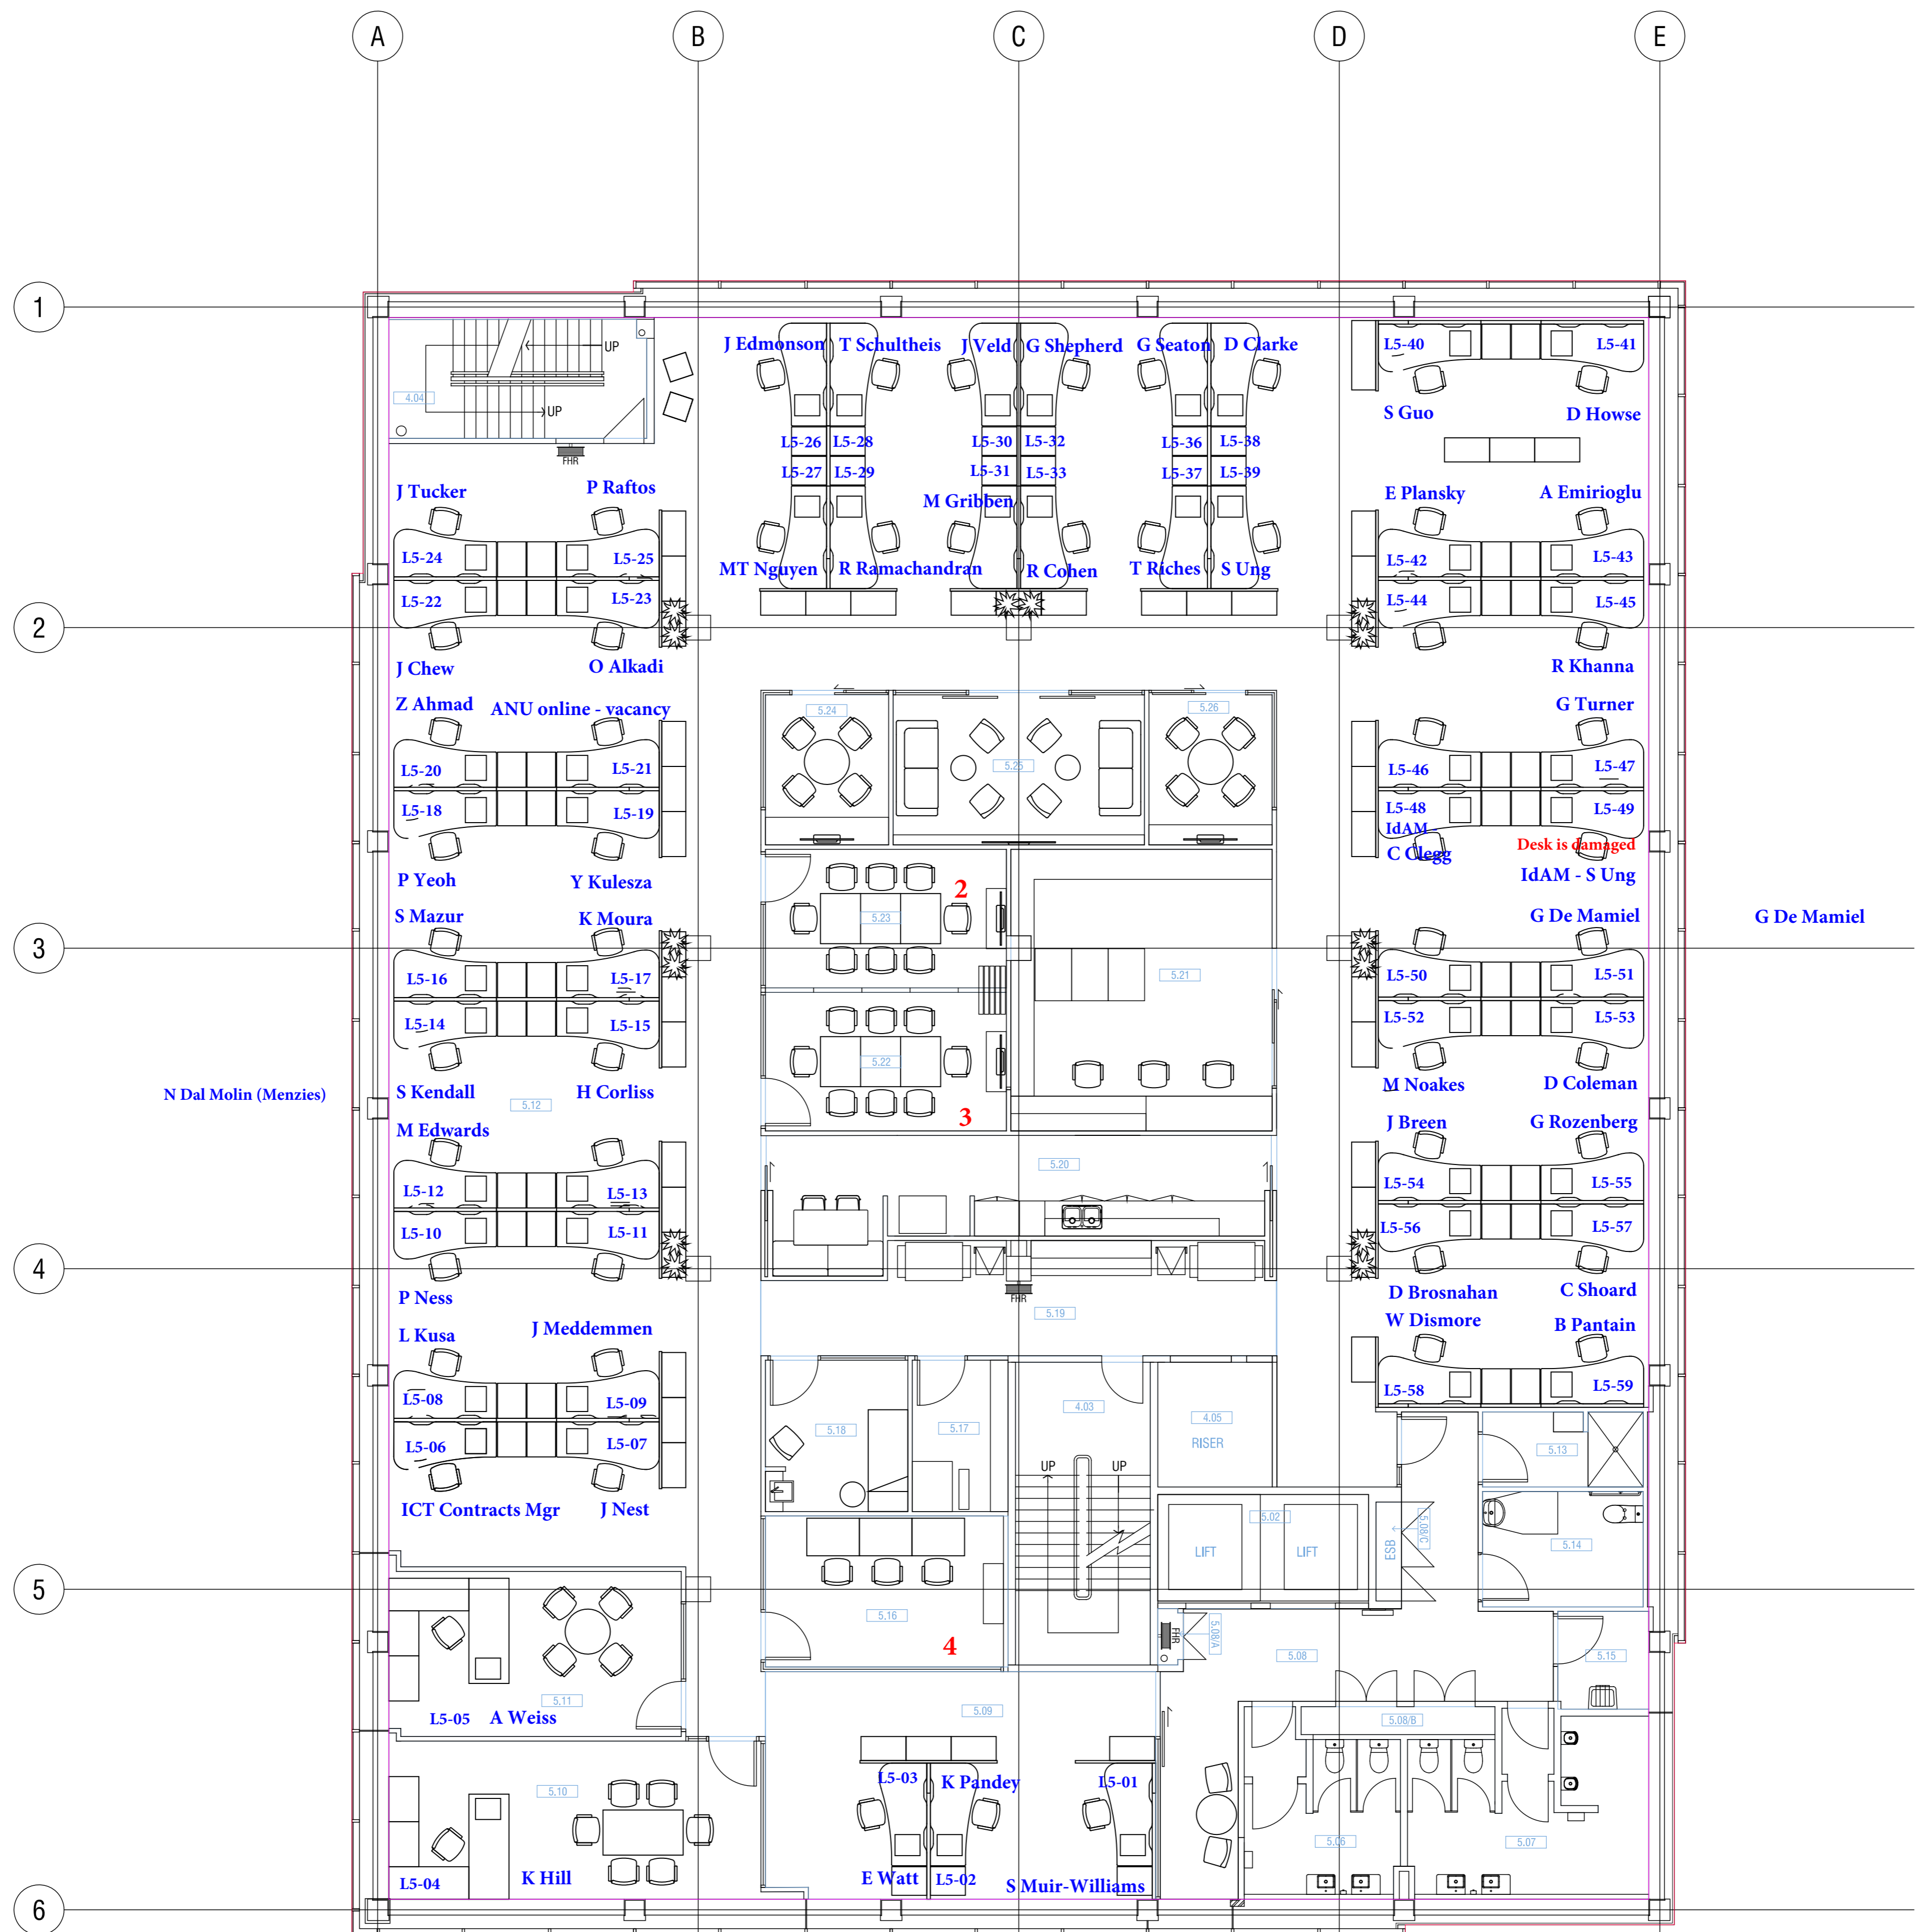 A B C D E
1
UP
UP
4.04
FHR
J Edmonson T Schultheis J Veld G Shepherd G Seaton D Clarke
L5-40 L5-41
S Guo D Howse
L5-26 L5-28 L5-30 L5-32 L5-36 L5-38
L5-27 L5-29 L5-31 L5-33 L5-37 L5-39
M Gribben
MT Nguyen R Ramachandran R Cohen T Riches S Ung
J Tucker P Raftos
E Plansky A Emirioglu
L5-24 L5-25
L5-42 L5-43
L5-22 L5-23
L5-44 L5-45
2
J Chew O Alkadi
R Khanna
Z Ahmad ANU online - vacancy
G Turner
5.24 5.25 5.26
L5-20 L5-21
L5-46 L5-47
L5-18 L5-19
L5-48 L5-49
IdAM -
C Clegg
Desk is damaged
IdAM - S Ung
P Yeoh Y Kulesza
2
5.23
S Mazur K Moura
G De Mamiel
G De Mamiel
3
L5-16 L5-17
5.21
L5-50 L5-51
L5-14 L5-15
L5-52 L5-53
5.22
N Dal Molin (Menzies)
S Kendall H Corliss
5.12
M Noakes D Coleman
3
M Edwards
J Breen G Rozenberg
5.20
L5-12 L5-13
L5-54 L5-55
L5-10 L5-11
L5-56 L5-57
4
P Ness
FHR
5.19
D Brosnahan C Shoard
L Kusa J Meddemmen
W Dismore B Pantain
L5-08 L5-09
L5-58 L5-59
L5-06 L5-07
5.18 5.17 4.03 4.05
RISER
5.13
UP UP
ICT Contracts Mgr J Nest
5.02
LIFT LIFT
ESB
5.08/C
5.14
5
5.16
4
FHR
5.08/A
5.08
5.15
5.11
L5-05 A Weiss
5.09
5.08/B
L5-03 K Pandey L5-01
5.10
5.06 5.07
L5-04 K Hill
E Watt L5-02 S Muir-Williams
6